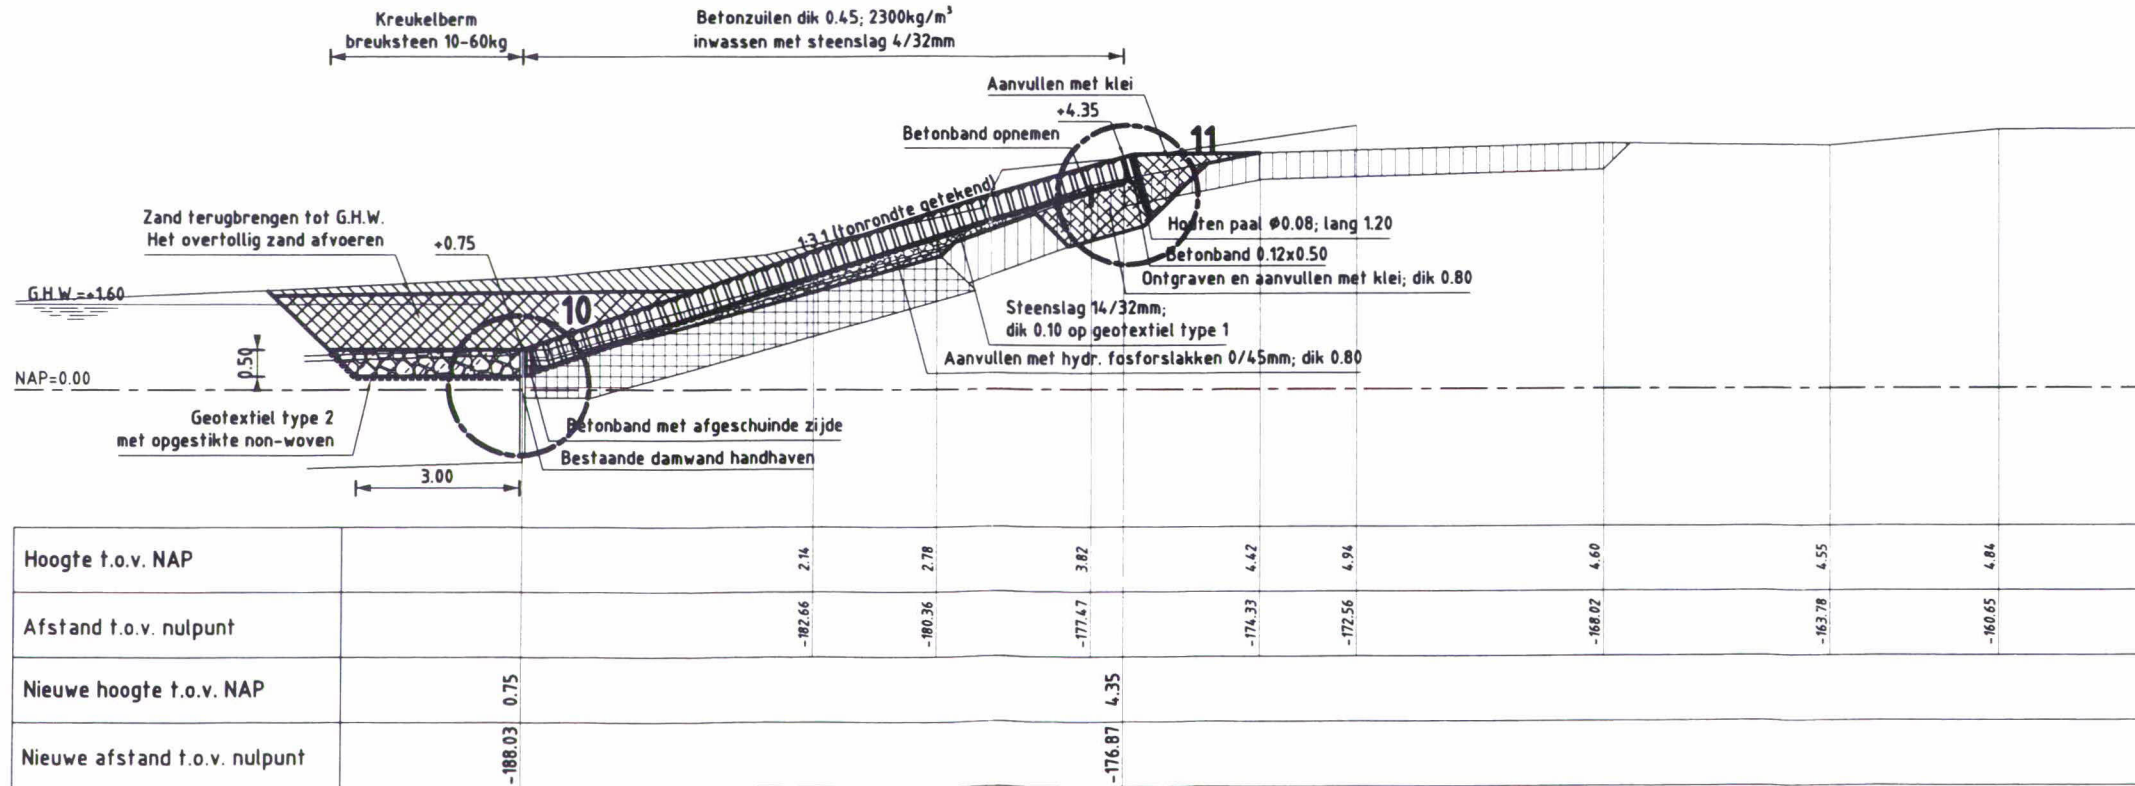 Kreukelberm
breuksteen 10-60kg
Betonzuilen dik 0.45; 2300kg/m³
inwassen met steenslag 4/32mm
Aanvullen met klei
+4.35
Betonband opnemen
11
1:3.1 (tonrondte getekend)
Zand terugbrengen tot G.H.W.
Het overtollig zand afvoeren
+0.75
Houten paal ø0.08; lang 1.20
Betonband 0.12x0.50
Ontgraven en aanvullen met klei; dik 0.80
G.H.W.=+1.60
10
Steenslag 14/32mm;
dik 0.10 op geotextiel type 1
0.50
Aanvullen met hydr. fosforslakken 0/45mm; dik 0.80
NAP=0.00
Geotextiel type 2
met opgestikte non-woven
Betonband met afgeschuinde zijde
Bestaande damwand handhaven
3.00
Hoogte t.o.v. NAP 2.14 2.78 3.82 4.42 4.94 4.60 4.55 4.84
Afstand t.o.v. nulpunt -182.66 -180.36 -177.47 -174.33 -172.56 -168.02 -163.78 -160.65
Nieuwe hoogte t.o.v. NAP 0.75 4.35
Nieuwe afstand t.o.v. nulpunt -188.03 -176.87